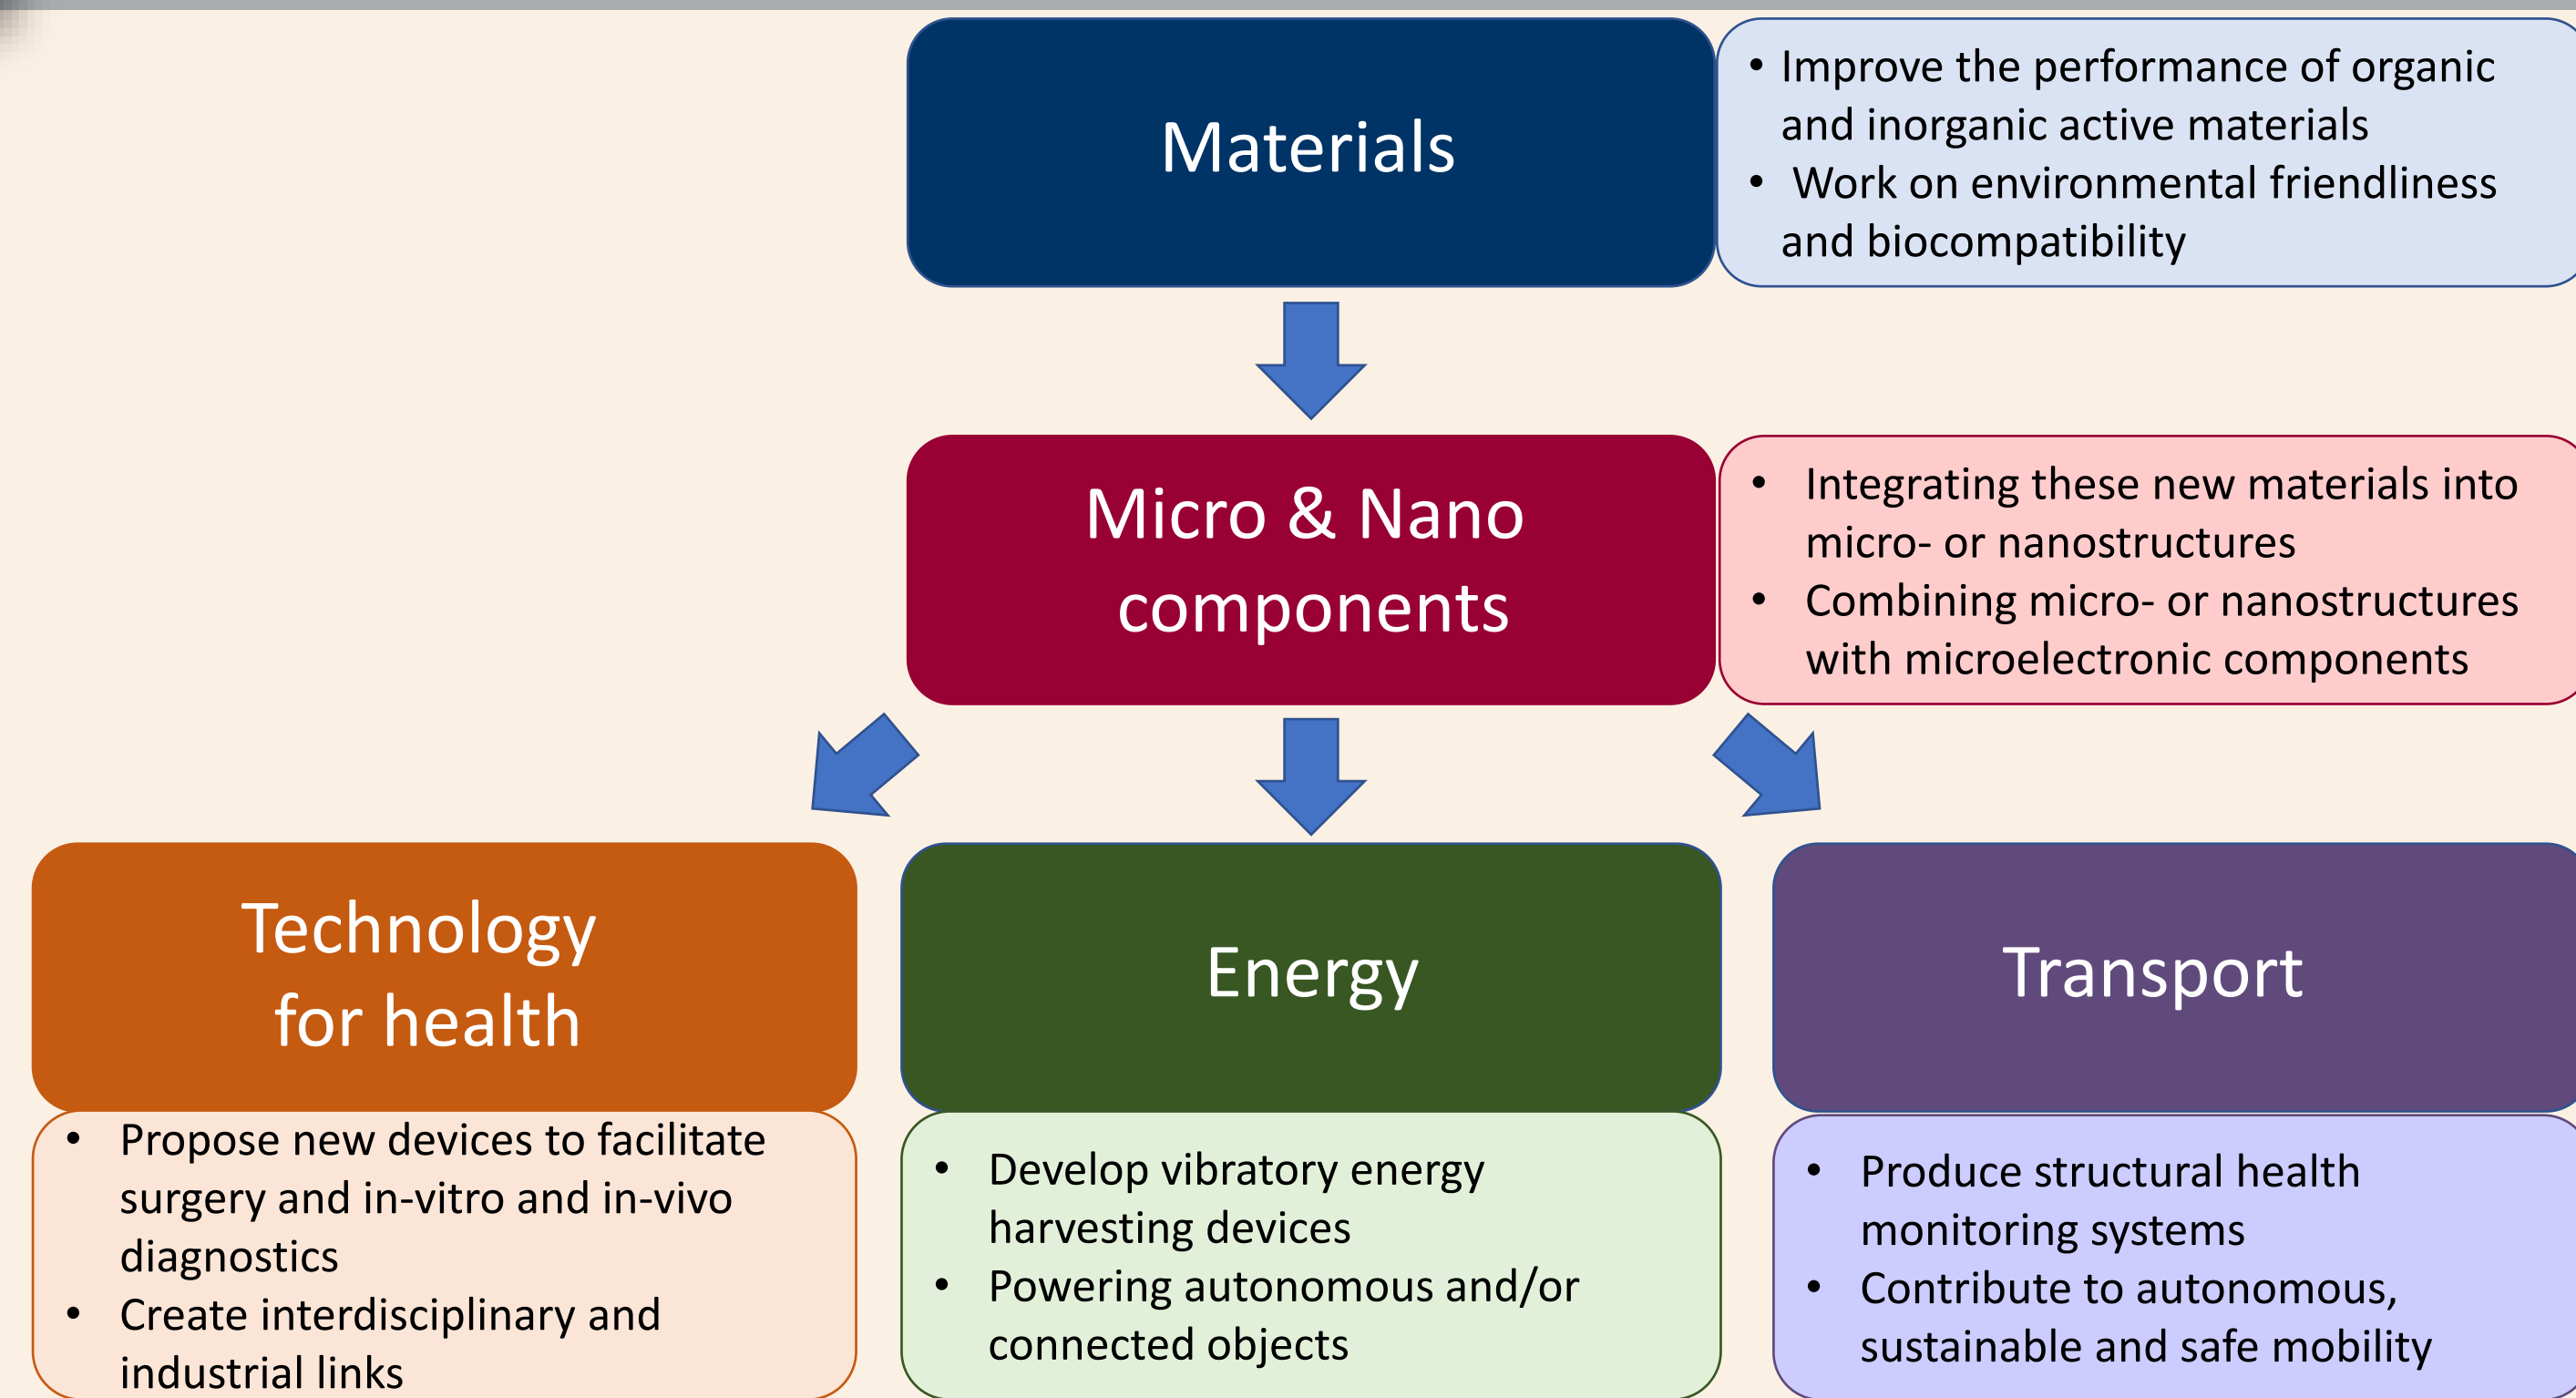 Materials
• Improve the performance of organic
and inorganic active materials
• Work on environmental friendliness
and biocompatibility
Micro & Nano
components
• Integrating these new materials into
micro- or nanostructures
• Combining micro- or nanostructures
with microelectronic components
Technology
for health
• Propose new devices to facilitate
surgery and in-vitro and in-vivo
diagnostics
• Create interdisciplinary and
industrial links
Energy
• Develop vibratory energy
harvesting devices
• Powering autonomous and/or
connected objects
Transport
• Produce structural health
monitoring systems
• Contribute to autonomous,
sustainable and safe mobility